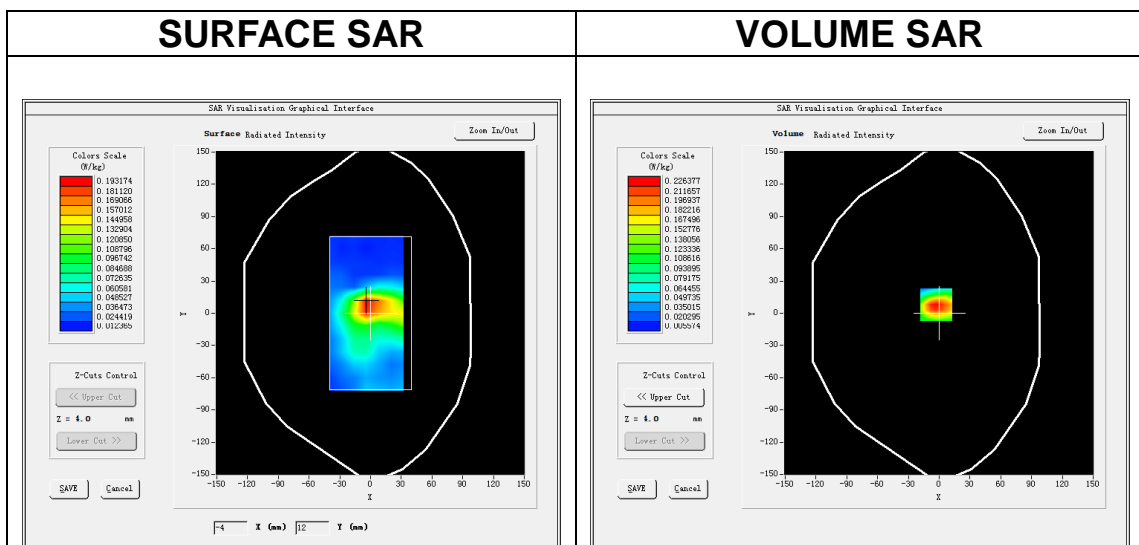 SURFACE SAR
VOLUME SAR
SAR Visualisation Graphical Interface
Surface Radiated Intensity
Zoom In/Out
Colors Scale
(W/kg)
0.193174
0.181120
0.169066
0.157012
0.144958
0.132904
0.120850
0.108796
0.096742
0.084688
0.072635
0.060581
0.048527
0.036473
0.024419
0.012365
150
120
90
60
30
0
-30
-60
-90
-120
-150
Y
-150 -120 -90 -60 -30 0 30 60 90 120 150
X
Z-Cuts Control
<< Upper Cut
Z = 4.0 mm
Lower Cut >>
SAVE Cancel
-4 X (mm) 12 Y (mm)
SAR Visualisation Graphical Interface
Volume Radiated Intensity
Zoom In/Out
Colors Scale
(W/kg)
0.226377
0.211657
0.196937
0.182216
0.167496
0.152776
0.138056
0.123336
0.108616
0.093895
0.079175
0.064455
0.049735
0.035015
0.020295
0.005574
150
120
90
60
30
0
-30
-60
-90
-120
-150
Y
-150 -120 -90 -60 -30 0 30 60 90 120 150
X
Z-Cuts Control
<< Upper Cut
Z = 4.0 mm
Lower Cut >>
SAVE Cancel